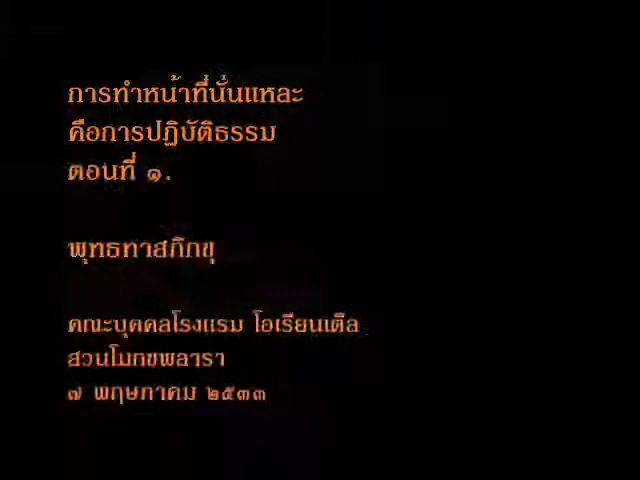 การทำหน้าที่นั่นแหละ
คือการปฏิบัติธรรม
ตอนที่ ๑.
พุทธทาสภิกขุ
คณะบุคคลโรงแรม โอเรียนเต็ล
สวนโมกขพลารา
๗ พฤษภาคม ๒๕๓๓